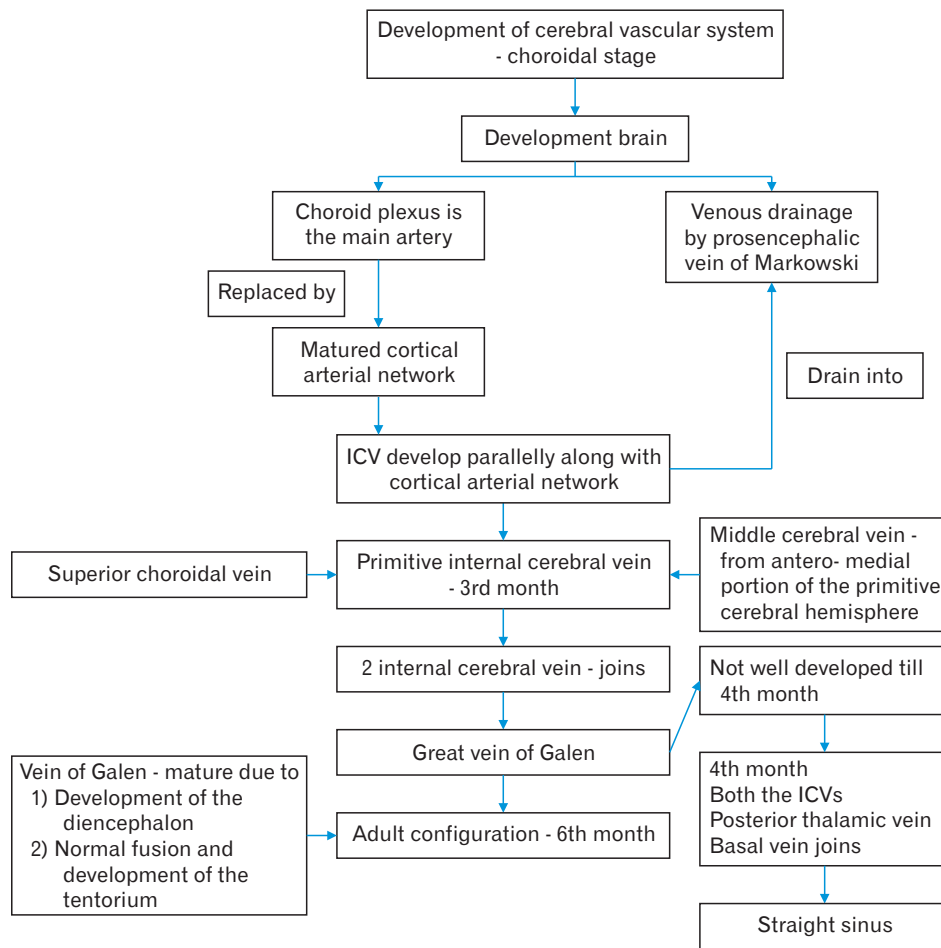 Development of cerebral vascular system
- choroidal stage
Development brain
Choroid plexus is
the main artery
Venous drainage
by prosencephalic
vein of Markowski
Replaced by
Matured cortical
arterial network
Drain into
ICV develop parallelly along with
cortical arterial network
Superior choroidal vein
Primitive internal cerebral vein
- 3rd month
Middle cerebral vein -
from antero- medial
portion of the primitive
cerebral hemisphere
2 internal cerebral vein - joins
Not well developed till
4th month
Great vein of Galen
Vein of Galen - mature due to
1) Development of the
diencephalon
2) Normal fusion and
development of the
tentorium
Adult configuration - 6th month
4th month
Both the ICVs
Posterior thalamic vein
Basal vein joins
Straight sinus